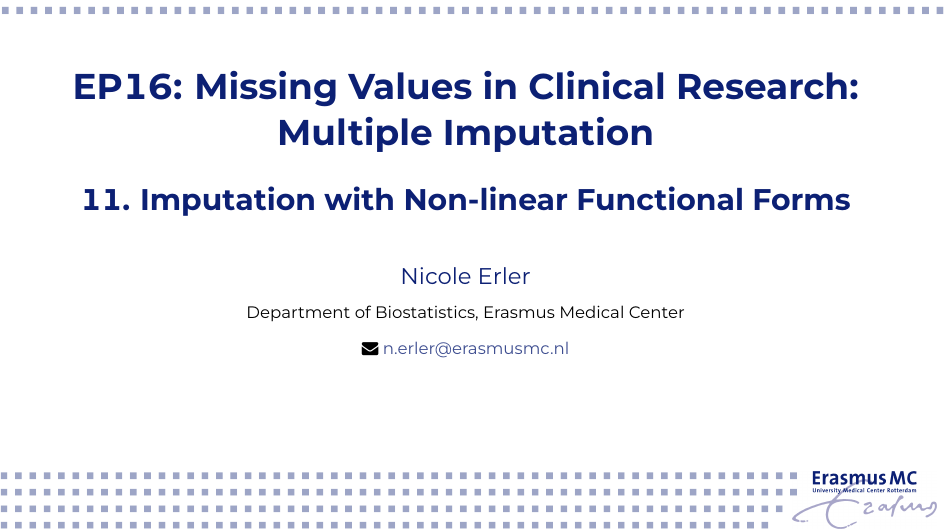 EP16: Missing Values in Clinical Research:
Multiple Imputation
11. Imputation with Non-linear Functional Forms
Nicole Erler
Department of Biostatistics, Erasmus Medical Center
n.erler@erasmusmc.nl
Erasmus MC
University Medical Center Rotterdam
Erasmus